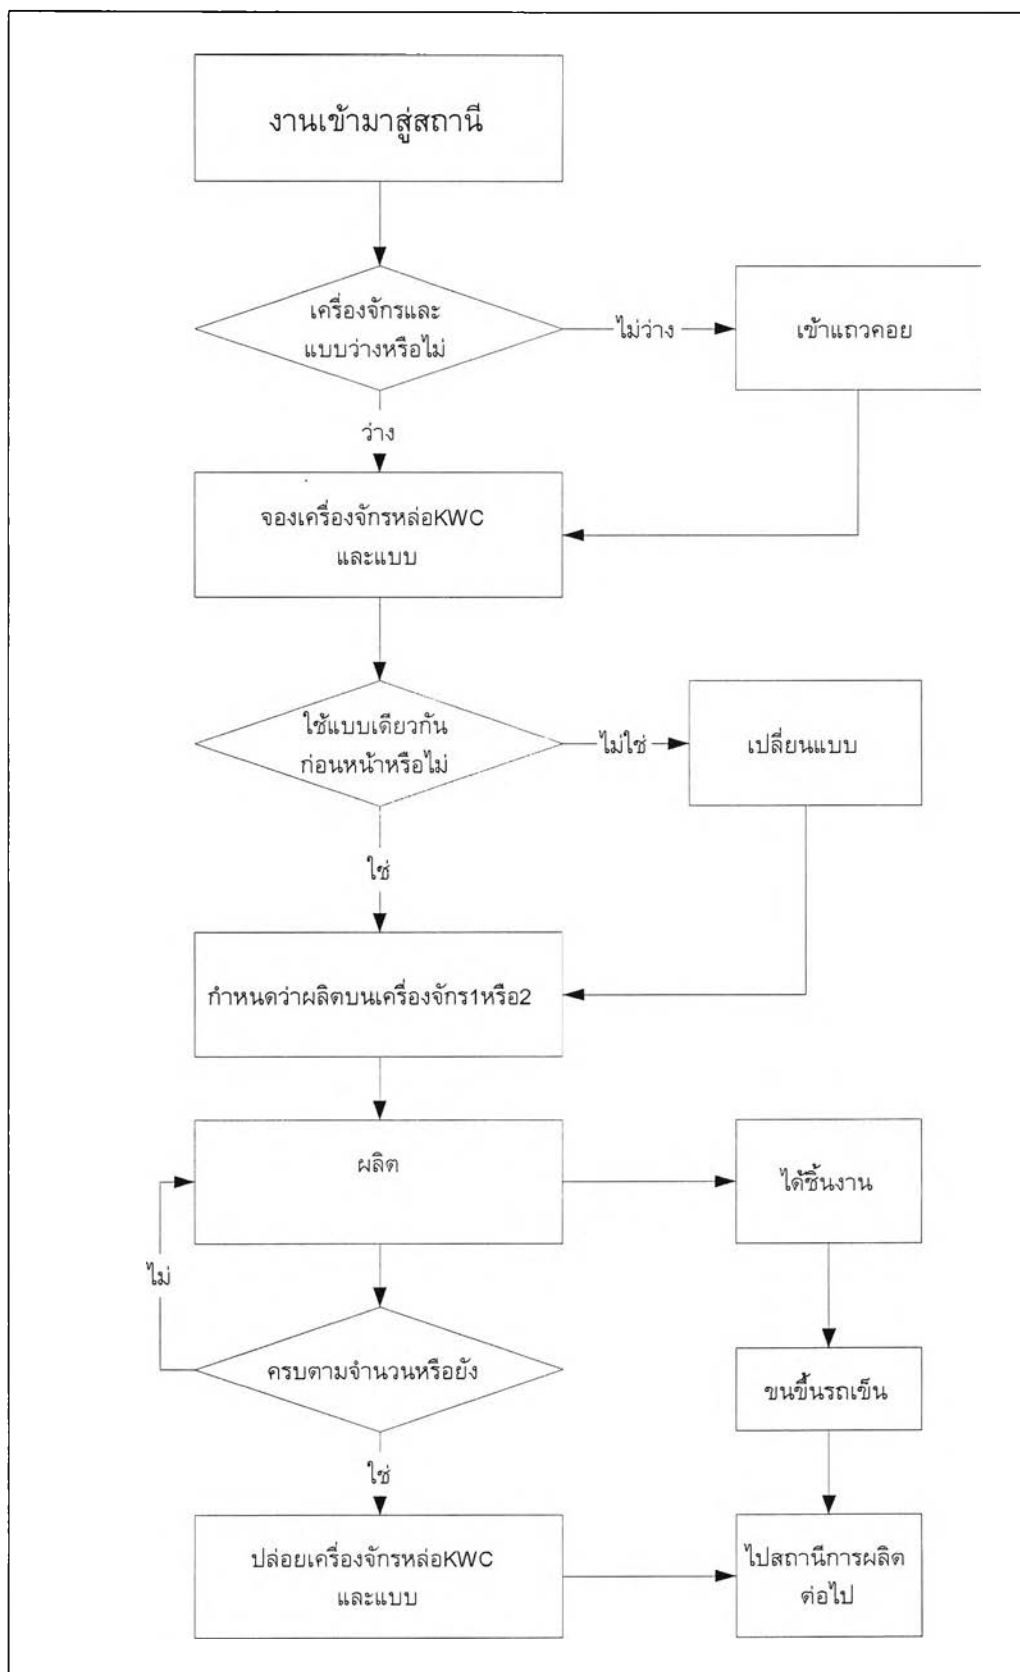 งานเข้ามาสู่สถานี
เครื่องจักรและ
แบบว่างหรือไม่
ไม่ว่าง
เข้าแถวคอย
ว่าง
จองเครื่องจักรหล่อKWC
และแบบ
ใช้แบบเดียวกัน
ก่อนหน้าหรือไม่
ไม่ใช่
เปลี่ยนแบบ
ใช่
กำหนดว่าผลิตบนเครื่องจักร1หรือ2
ผลิต
ได้ชิ้นงาน
ไม่
ครบตามจำนวนหรือยัง
ขนขึ้นรถเข็น
ใช่
ปล่อยเครื่องจักรหล่อKWC
และแบบ
ไปสถานีการผลิต
ต่อไป